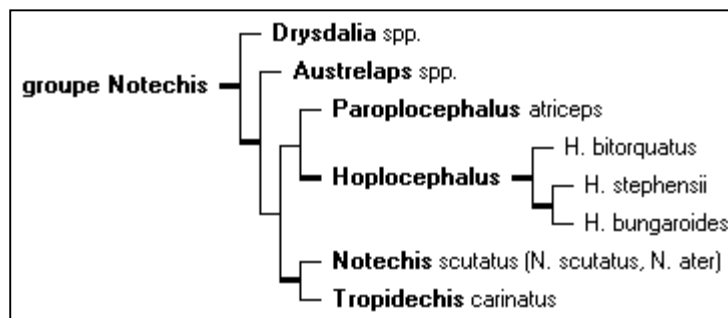 Drysdalia spp.
groupe Notechis
Austrelaps spp.
Paroplocephalus atriceps
H. bitorquatus
Hoplocephalus
H. stephensii
H. bungaroides
Notechis scutatus (N. scutatus, N. ater)
Tropidechis carinatus